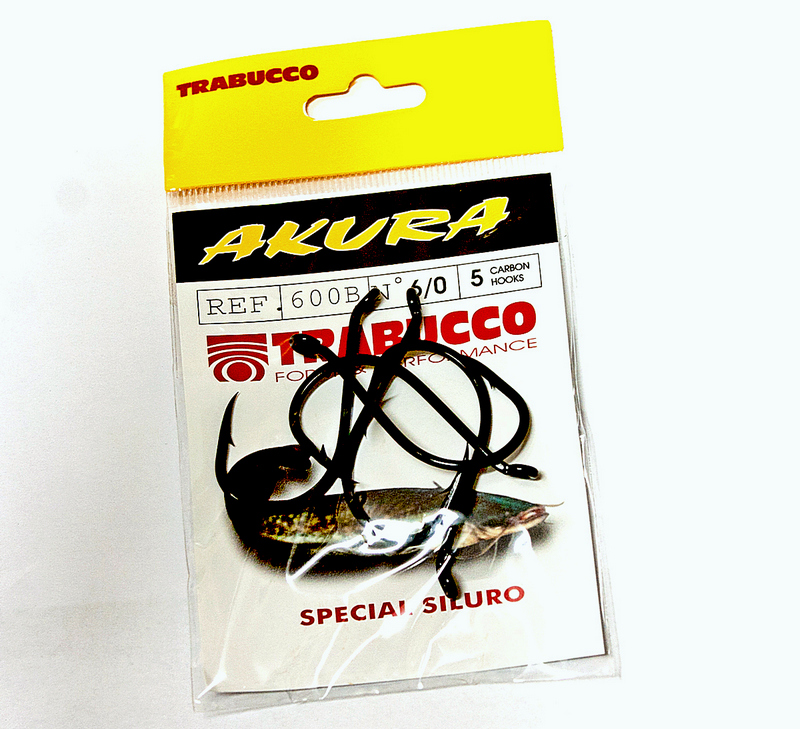 TRABUCCO
AKURA
REF. 600B N° 6/0 5 CARBON HOOKS
TRABUCCO
SPECIAL SILURO